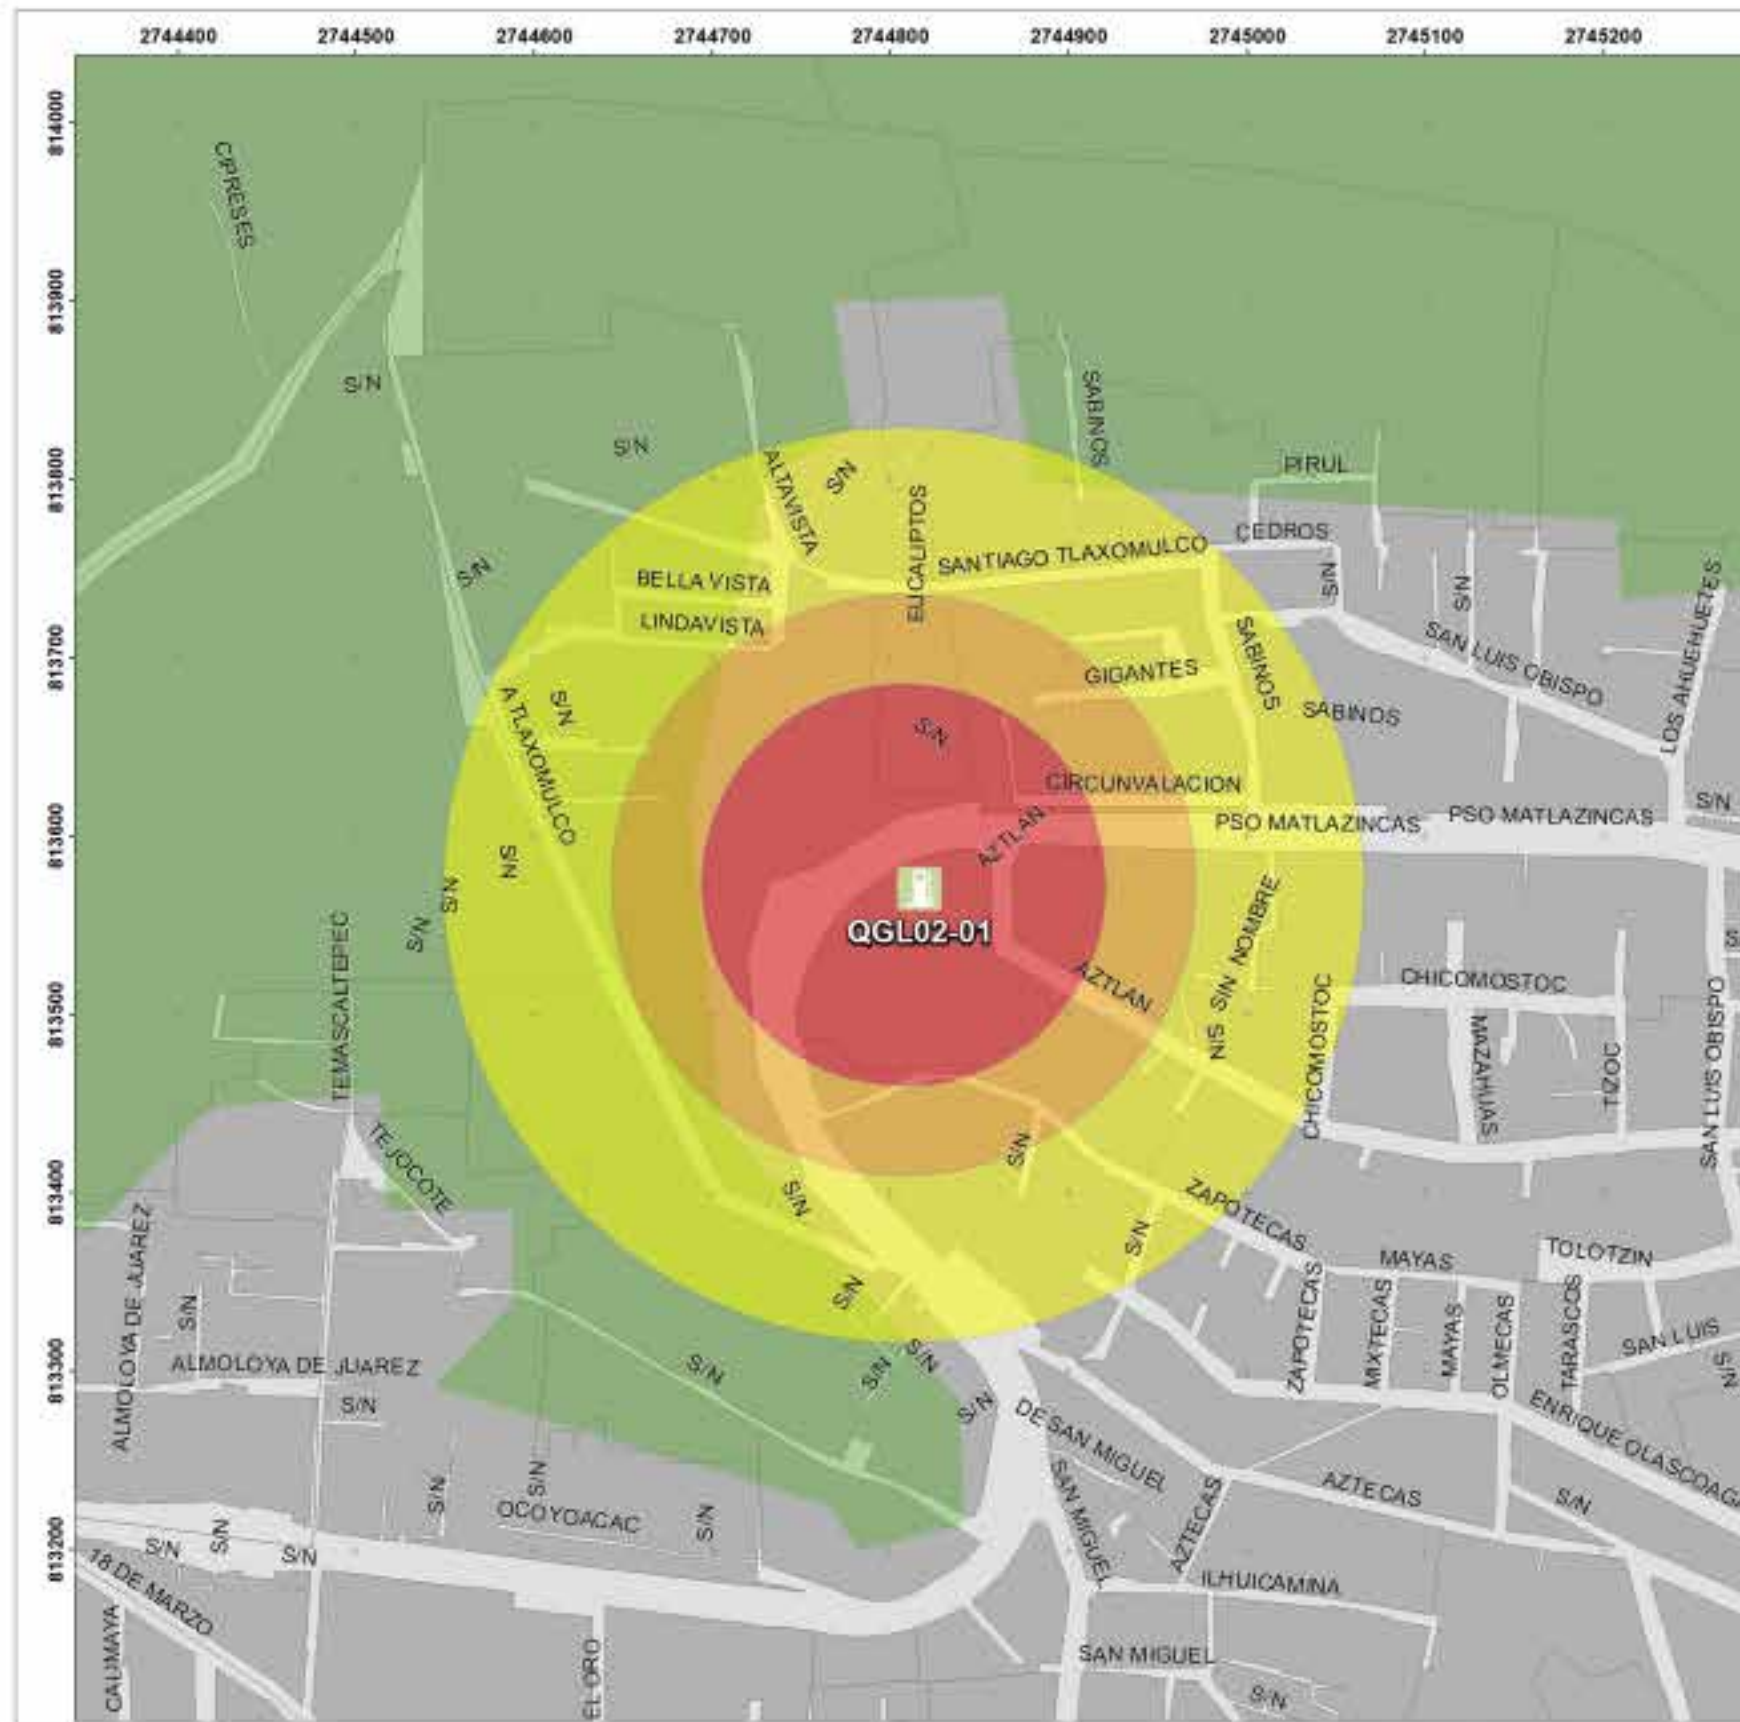 2744400 2744500 2744600 2744700 2744800 2744900 2745000 2745100 2745200
814000
813900
813800
813700
813600
813500
813400
813300
813200
CIPRESES
S/N
S/N
S/N
ALTAVISTA
S/N
EUCALIPTOS
SABINOS
PIRUL
CEDROS
SANTIAGO TLAXOMULCO
BELLA VISTA
LINDAVISTA
S/N
S/N
S/N
LOS AHUEHUETES
SAN LUIS OBISPO
GIGANTES
SABINOS
SABINOS
A TLAXOMULCO
S/N
S/N
CIRCUNVALACION
PSO MATLAZINCAS
PSO MATLAZINCAS
S/N
AZTLAN
S/N
S/N
S/N
QGL02-01
AZTLAN
SIN NOMBRE
S/N
CHICOMOSTOC
CHICOMOSTOC
MAZAHUAS
TIZOC
SAN LUIS OBISPO
TEMASCALTEPEC
TEJOCOTE
S/N
S/N
ZAPOTECAS
S/N
MAYAS
TOLOTZIN
ALMOLOYA DE JUAREZ
S/N
S/N
ZAPOTECAS
MIXTECAS
MAYAS
OLMECAS
TARASCOS
SAN LUIS
S/N
ALMOLOYA DE JUAREZ
S/N
S/N
S/N
S/N
S/N
DE SAN MIGUEL
ENRIQUE OLASCOAGA
S/N
S/N
OCOYOACAC
S/N
SAN MIGUEL
AZTECAS
AZTECAS
S/N
S/N
S/N
S/N
18 DE MARZO
ILHUICAMINA
CALIMAYA
EL ORO
SAN MIGUEL
S/N